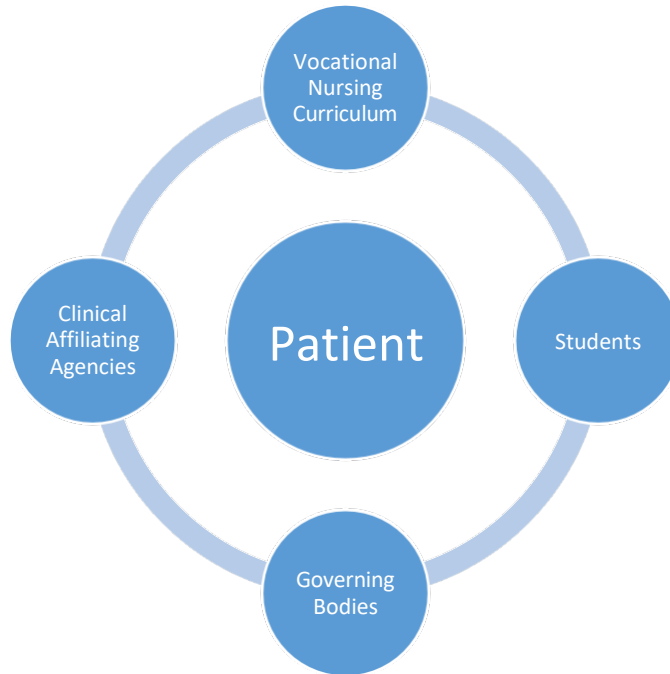 Vocational
Nursing
Curriculum
Clinical
Affiliating
Agencies
Patient
Students
Governing
Bodies